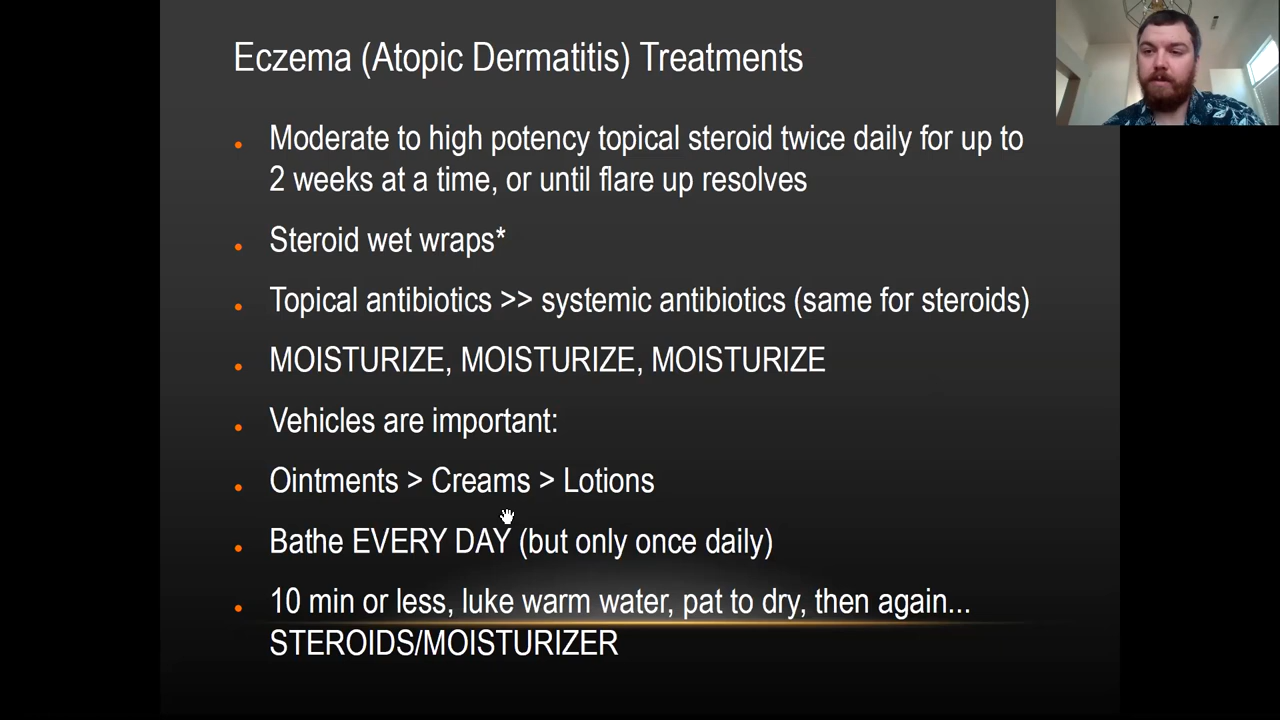 Eczema (Atopic Dermatitis) Treatments
Moderate to high potency topical steroid twice daily for up to
2 weeks at a time, or until flare up resolves
Steroid wet wraps*
Topical antibiotics >> systemic antibiotics (same for steroids)
MOISTURIZE, MOISTURIZE, MOISTURIZE
Vehicles are important:
Ointments > Creams > Lotions
Bathe EVERY DAY (but only once daily)
10 min or less, luke warm water, pat to dry, then again...
STEROIDS/MOISTURIZER